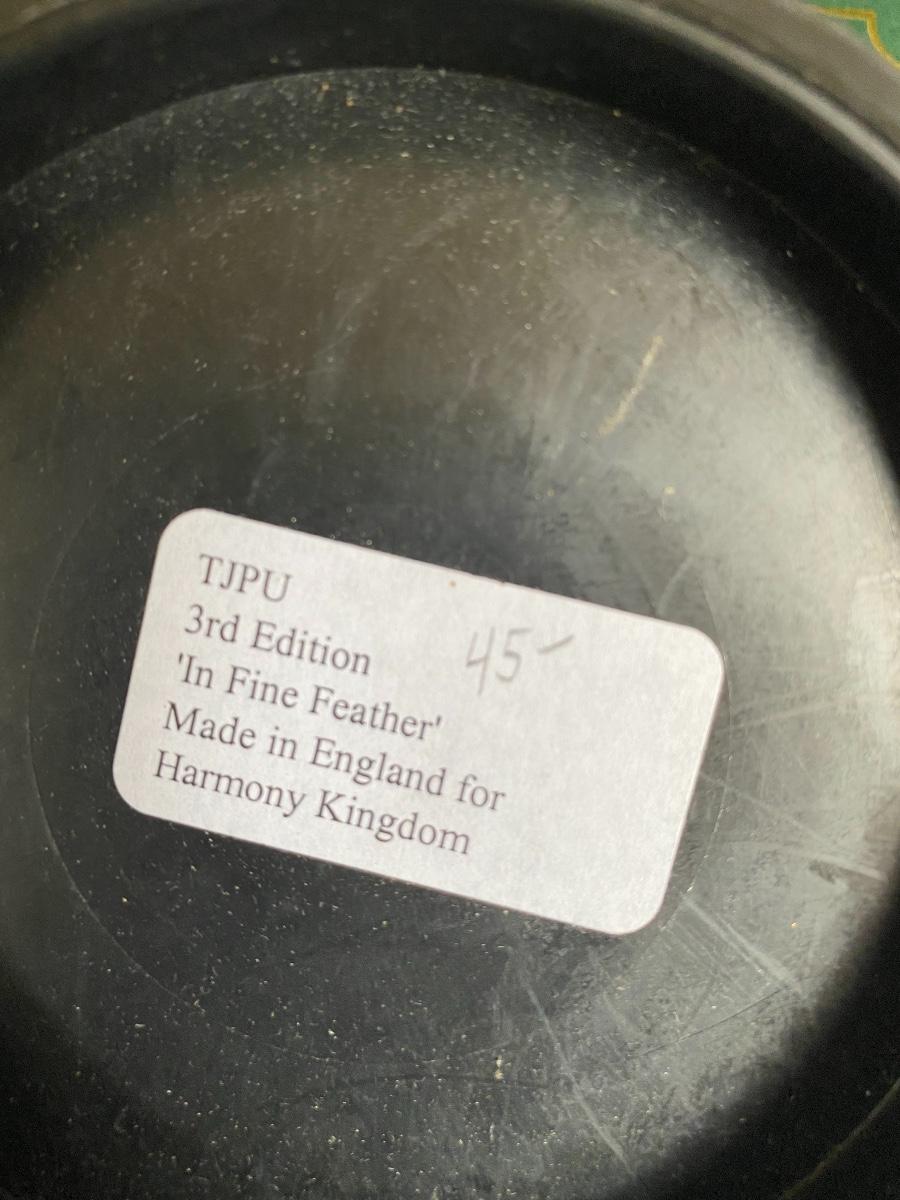 TJPU
3rd Edition
45-
'In Fine Feather'
Made in England for
Harmony Kingdom